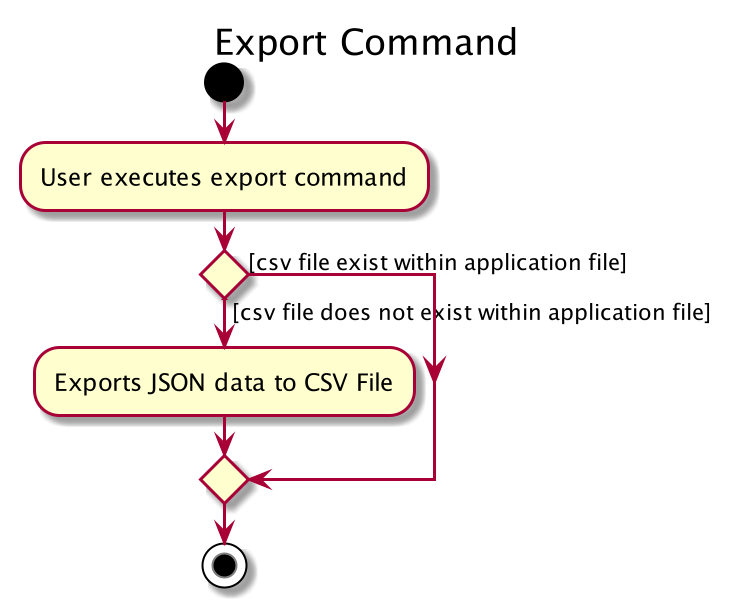 Export Command
User executes export command
[csv file exist within application file]
[csv file does not exist within application file]
Exports JSON data to CSV File